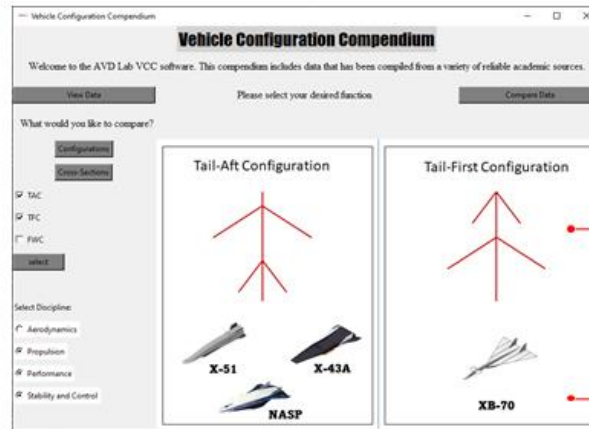 Vehicle Configuration Compendium
Vehicle Configuration Compendium
Welcome to the AVD Lab VCC software. This compendium includes data that has been compiled from a variety of reliable academic sources.
View Data
Please select your desired function
Compare Data
What would you like to compare?
Configurations
Cross-Sections
TAC
TFC
FWC
select
Select Discipline:
Aerodynamics
Propulsion
Performance
Stability and Control
Tail-Aft Configuration
X-51
X-43A
NASP
Tail-First Configuration
XB-70